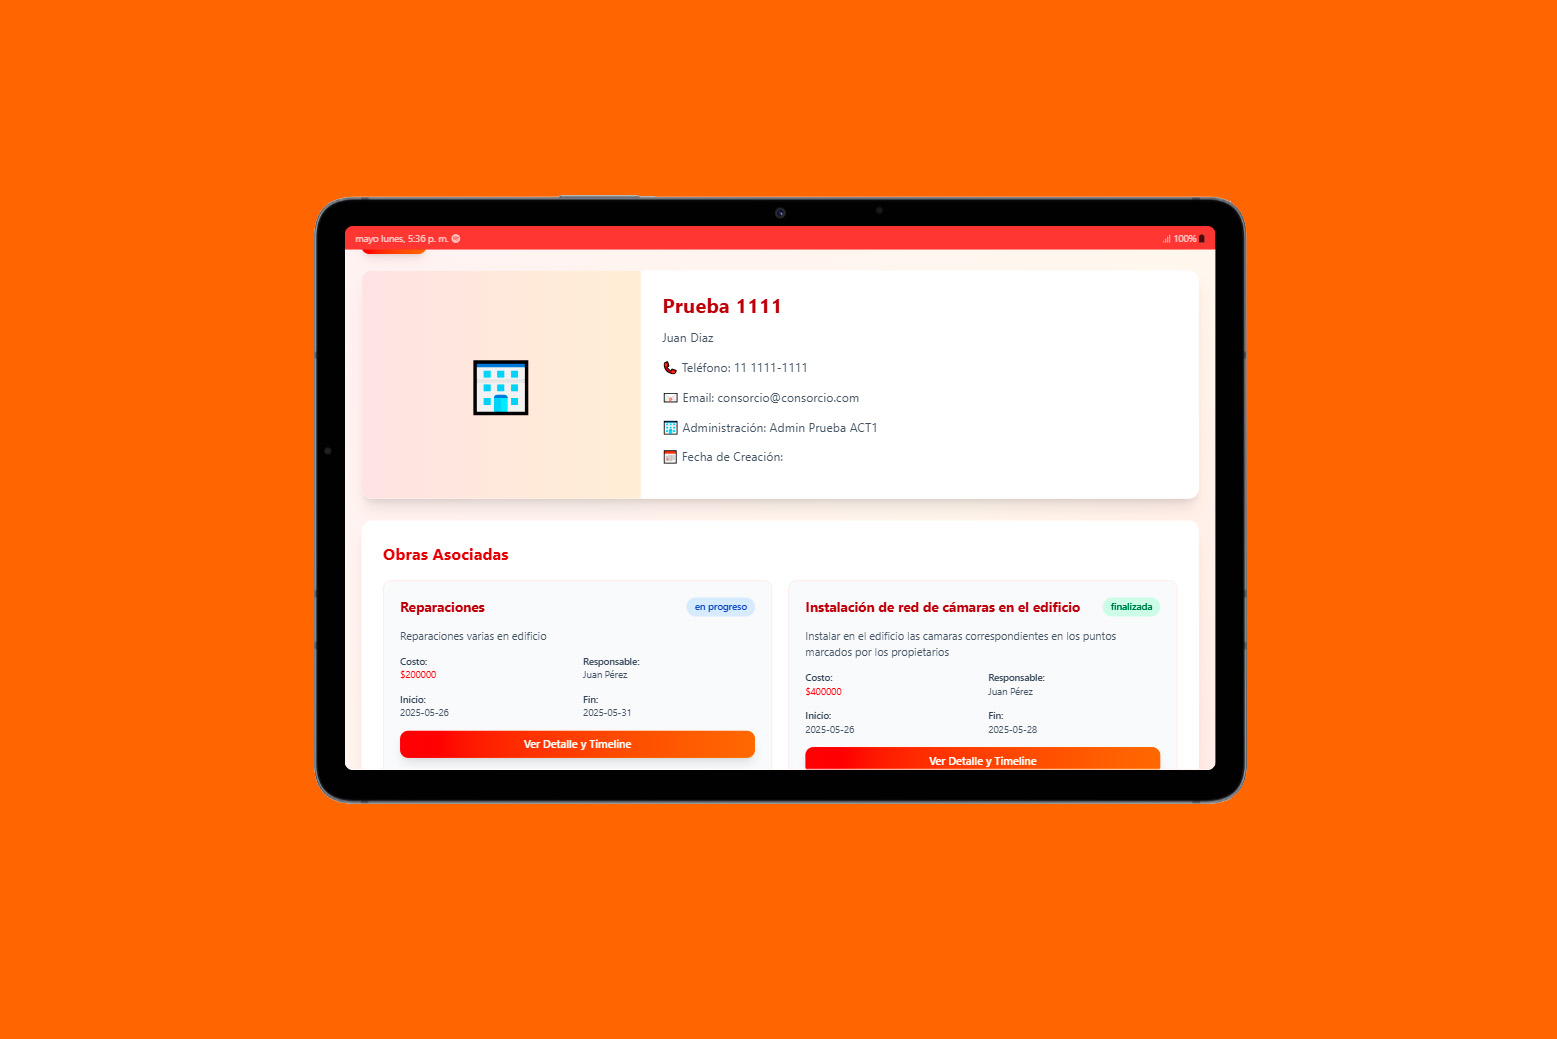 mayo lunes, 5:36 p. m.
100%
Prueba 1111
Juan Diaz
Teléfono: 11 1111-1111
Email: consorcio@consorcio.com
Administración: Admin Prueba ACT1
Fecha de Creación:
Obras Asociadas
Reparaciones
en progreso
Reparaciones varias en edificio
Costo:
Responsable:
$200000
Juan Pérez
Inicio:
Fin:
2025-05-26
2025-05-31
Ver Detalle y Timeline
Instalación de red de cámaras en el edificio
finalizada
Instalar en el edificio las camaras correspondientes en los puntos
marcados por los propietarios
Costo:
Responsable:
$400000
Juan Pérez
Inicio:
Fin:
2025-05-26
2025-05-28
Ver Detalle y Timeline